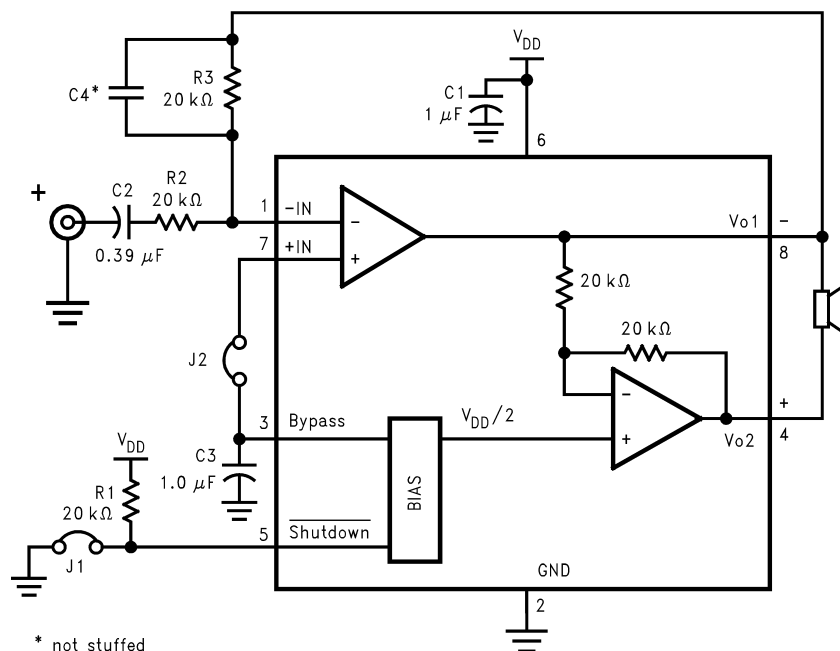 V_DD
R3
20 kΩ
C4*
C1
1 μF
6
+
C2
R2
20 kΩ
0.39 μF
1
-IN
7
+IN
-
+
Vo1
-
8
20 kΩ
20 kΩ
J2
3
Bypass
V_DD/2
-
+
+
Vo2
4
C3
1.0 μF
BIAS
V_DD
R1
20 kΩ
5
Shutdown
J1
GND
2
* not stuffed